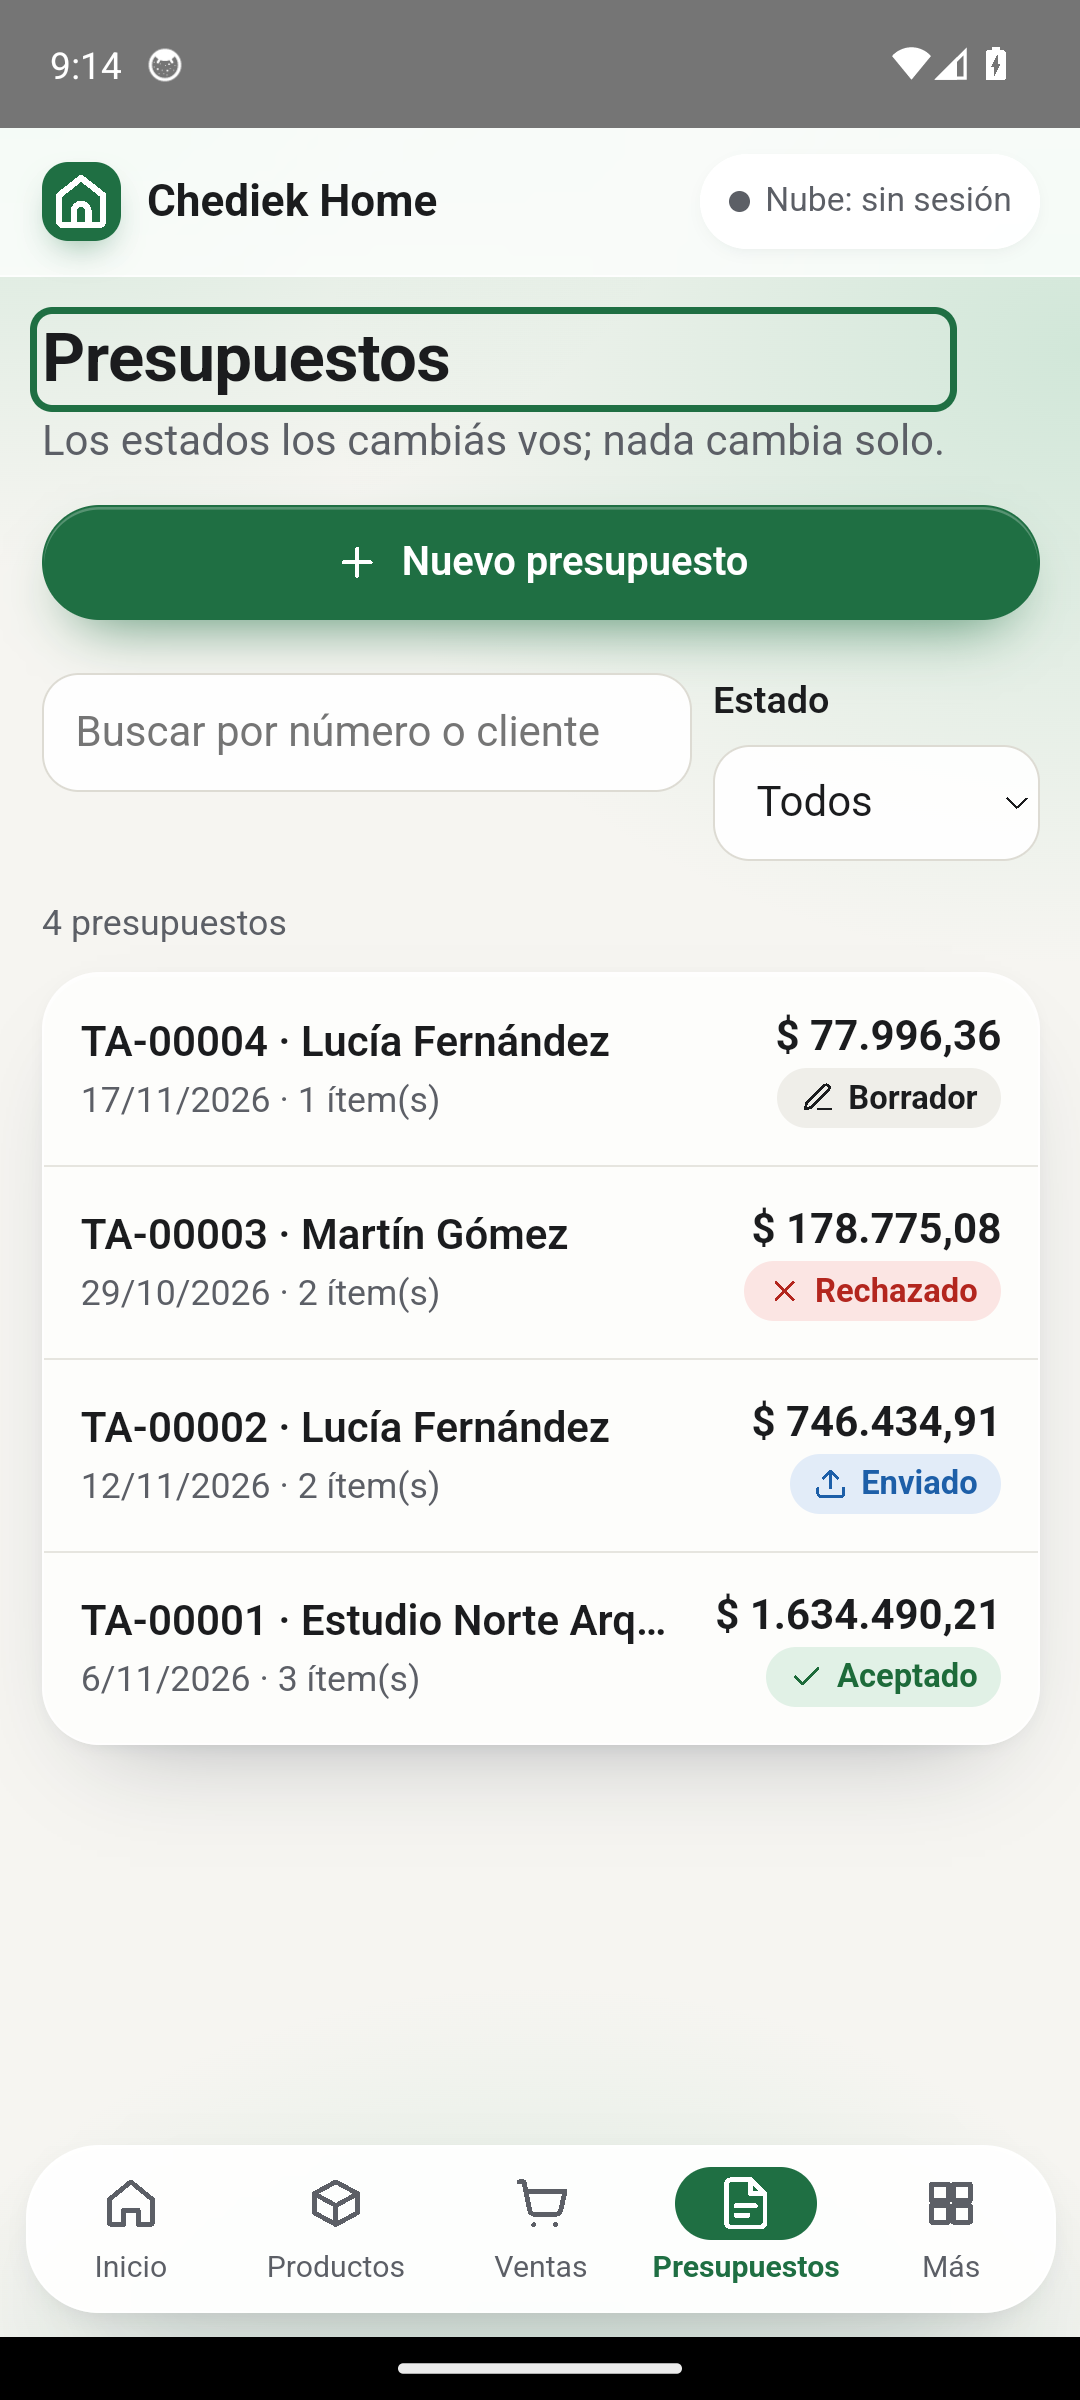 9:14
Chediek Home
Nube: sin sesión
Presupuestos
Los estados los cambiás vos; nada cambia solo.
Nuevo presupuesto
Buscar por número o cliente
Estado
Todos
4 presupuestos
TA-00004 · Lucía Fernández
$ 77.996,36
17/11/2026 · 1 ítem(s)
Borrador
TA-00003 · Martín Gómez
$ 178.775,08
29/10/2026 · 2 ítem(s)
Rechazado
TA-00002 · Lucía Fernández
$ 746.434,91
12/11/2026 · 2 ítem(s)
Enviado
TA-00001 · Estudio Norte Arq…
$ 1.634.490,21
6/11/2026 · 3 ítem(s)
Aceptado
Inicio
Productos
Ventas
Presupuestos
Más